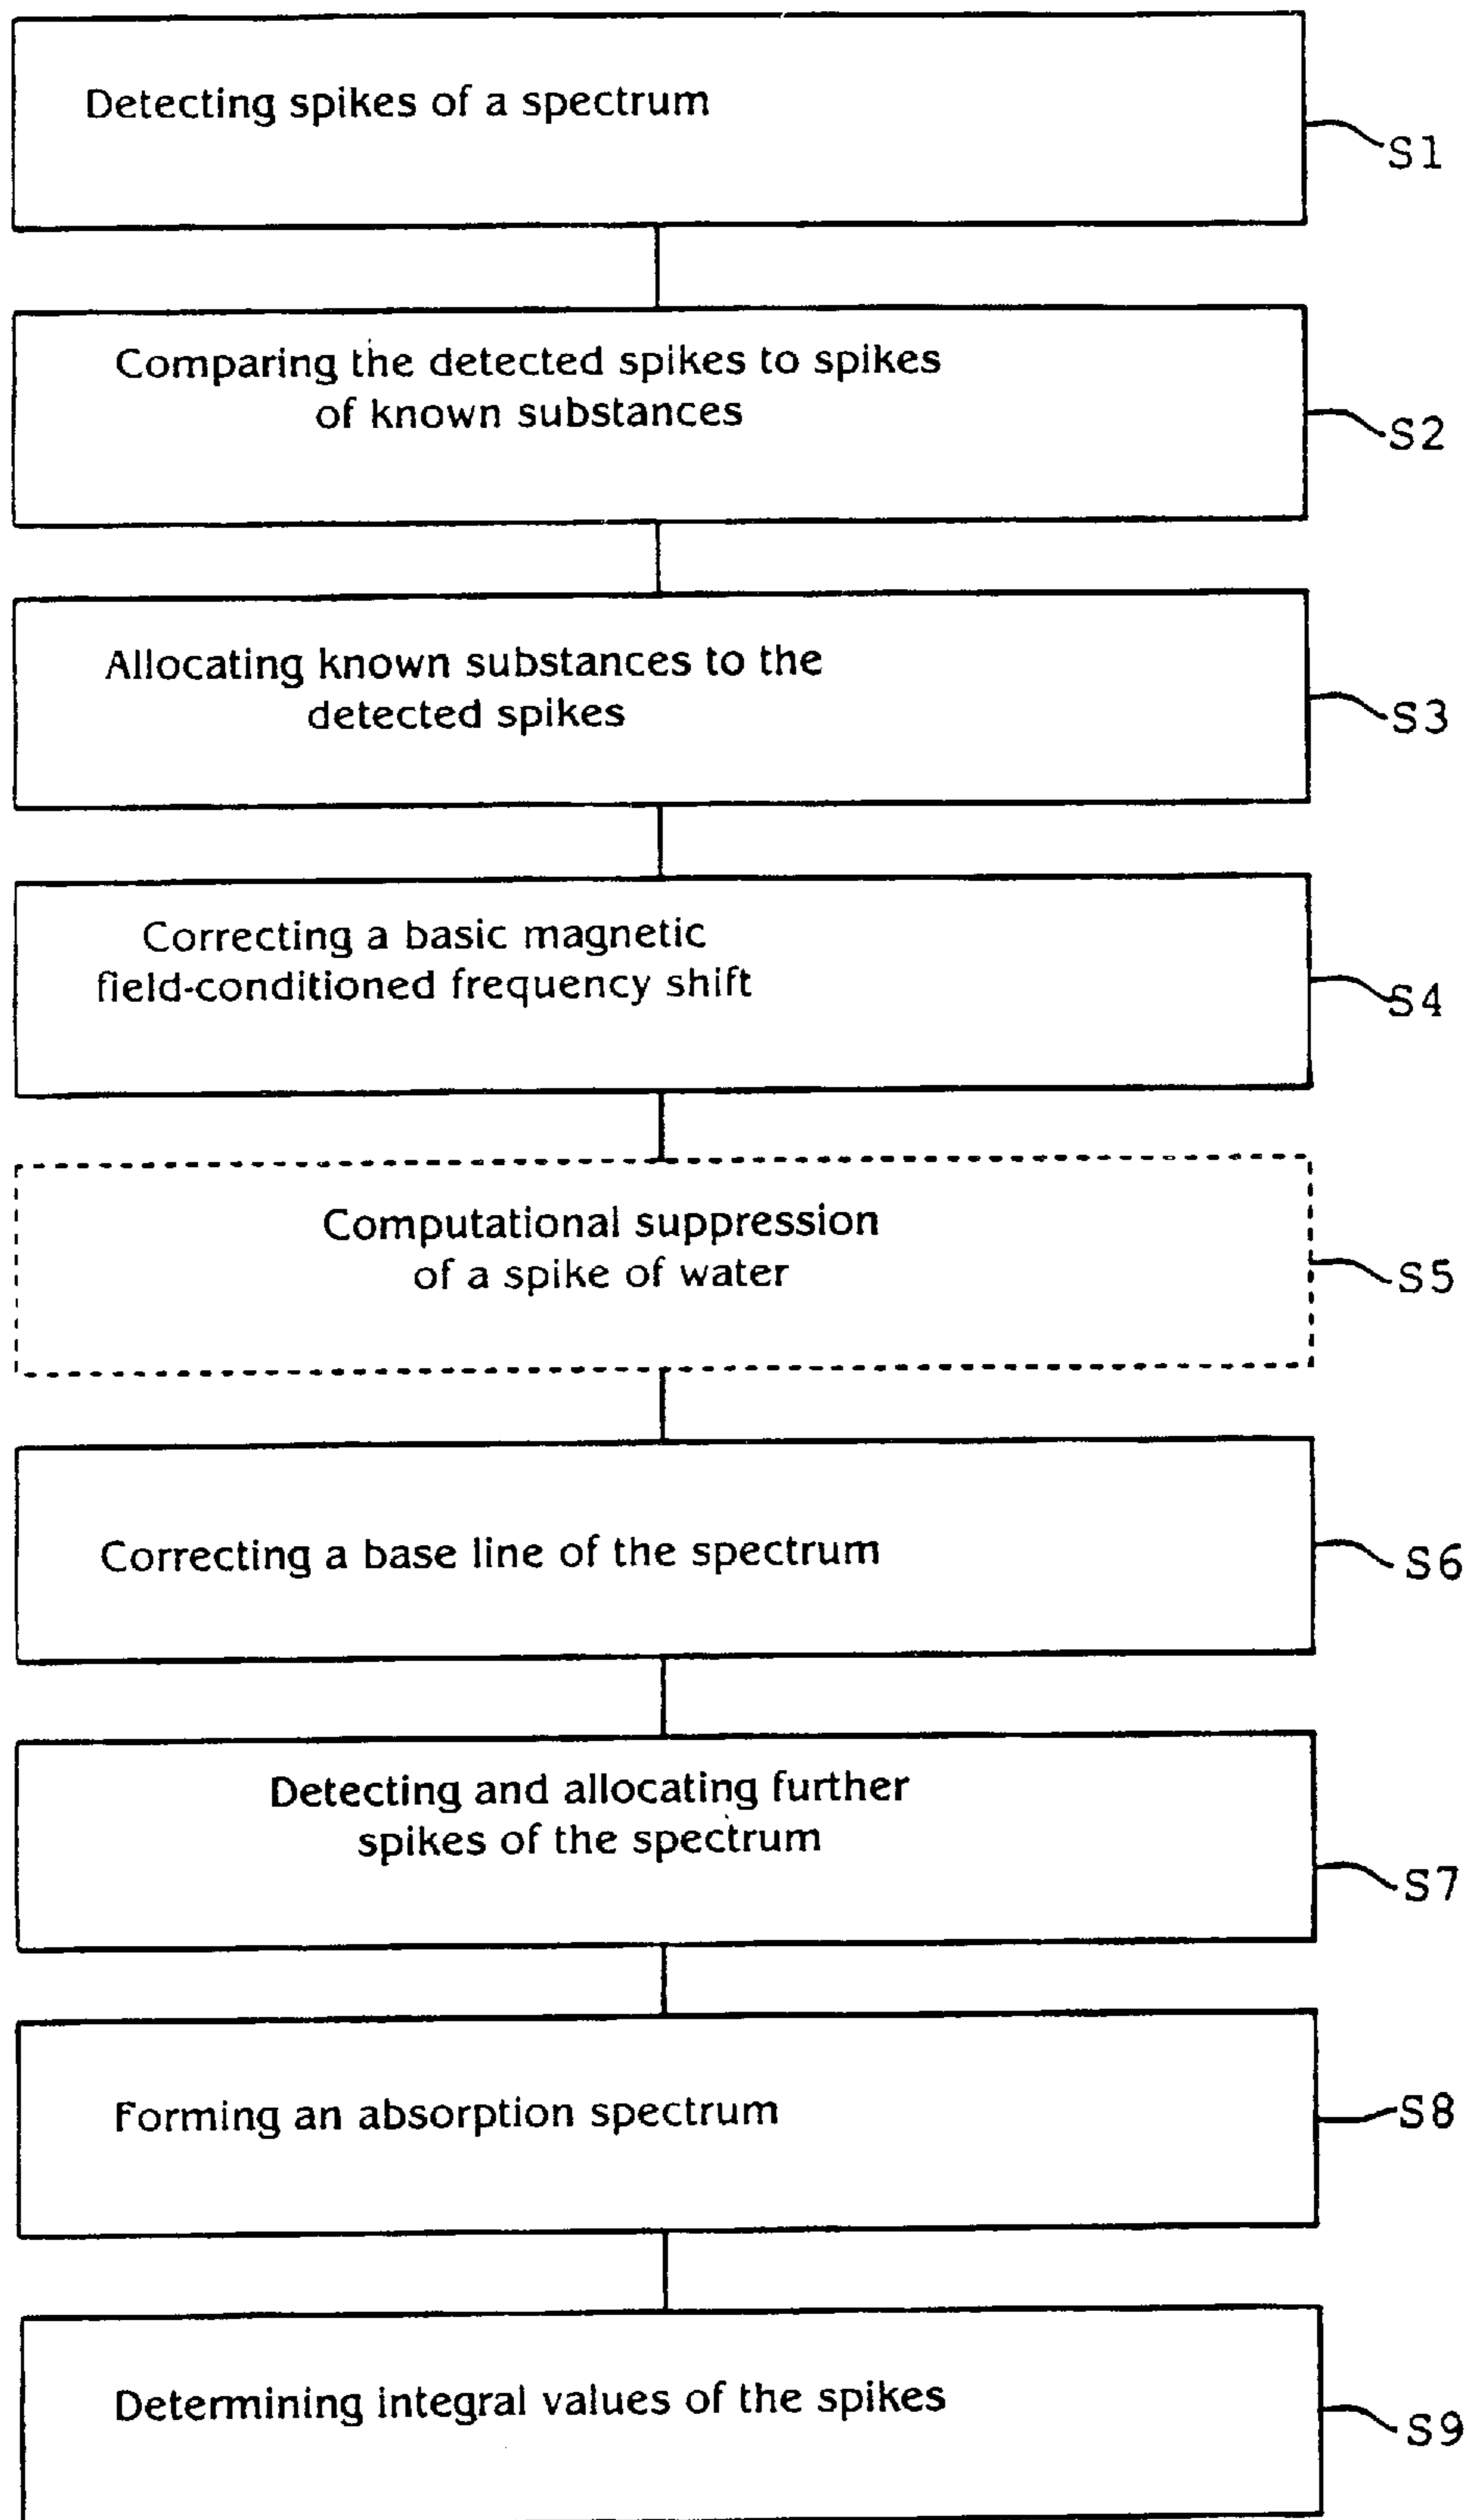 Detecting spikes of a spectrum
S1
Comparing the detected spikes to spikes
of known substances
S2
Allocating known substances to the
detected spikes
S3
Correcting a basic magnetic
field-conditioned frequency shift
S4
Computational suppression
of a spike of water
S5
Correcting a base line of the spectrum
S6
Detecting and allocating further
spikes of the spectrum
S7
Forming an absorption spectrum
S8
Determining integral values of the spikes
S9